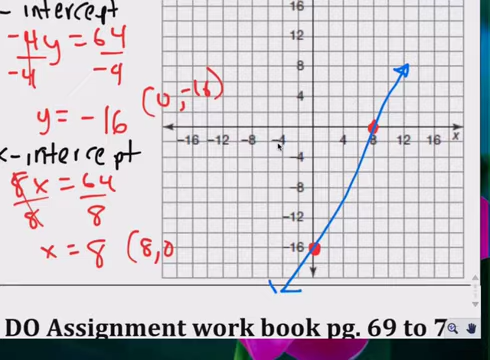 - intercept
-4y = 64
-4 -4
y = -16 (0, -16)
x-intercept
8x = 64
8 8
x = 8 (8, 0
16
12
8
4
-16 -12 -8 -4 4 8 12 16 x
-4
-8
-12
16
DO Assignment work book pg. 69 to 7